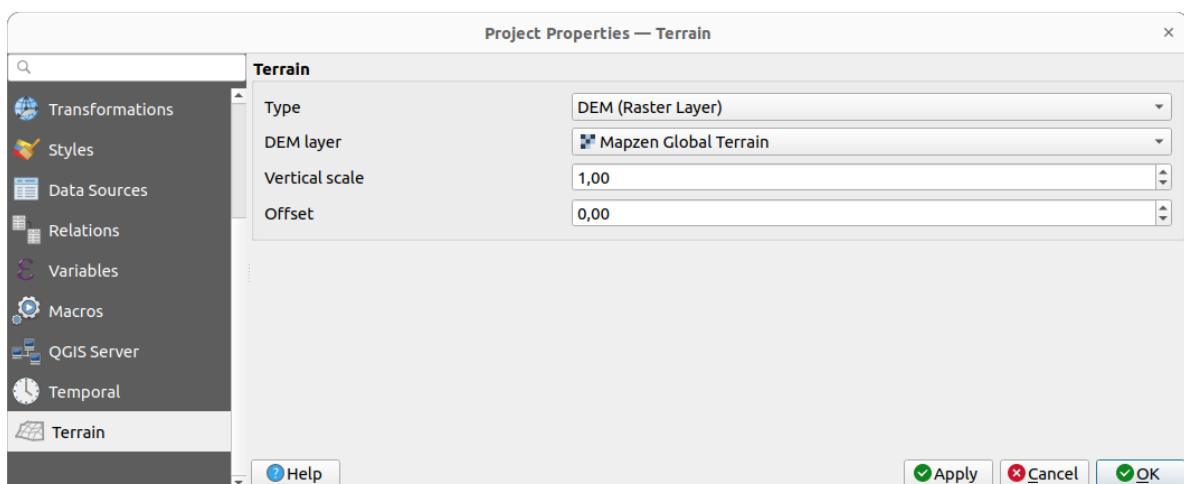 Project Properties — Terrain
Terrain
Transformations
Styles
Data Sources
Relations
Variables
Macros
QGIS Server
Temporal
Terrain
Type
DEM (Raster Layer)
DEM layer
Mapzen Global Terrain
Vertical scale
1,00
Offset
0,00
Help
Apply
Cancel
OK